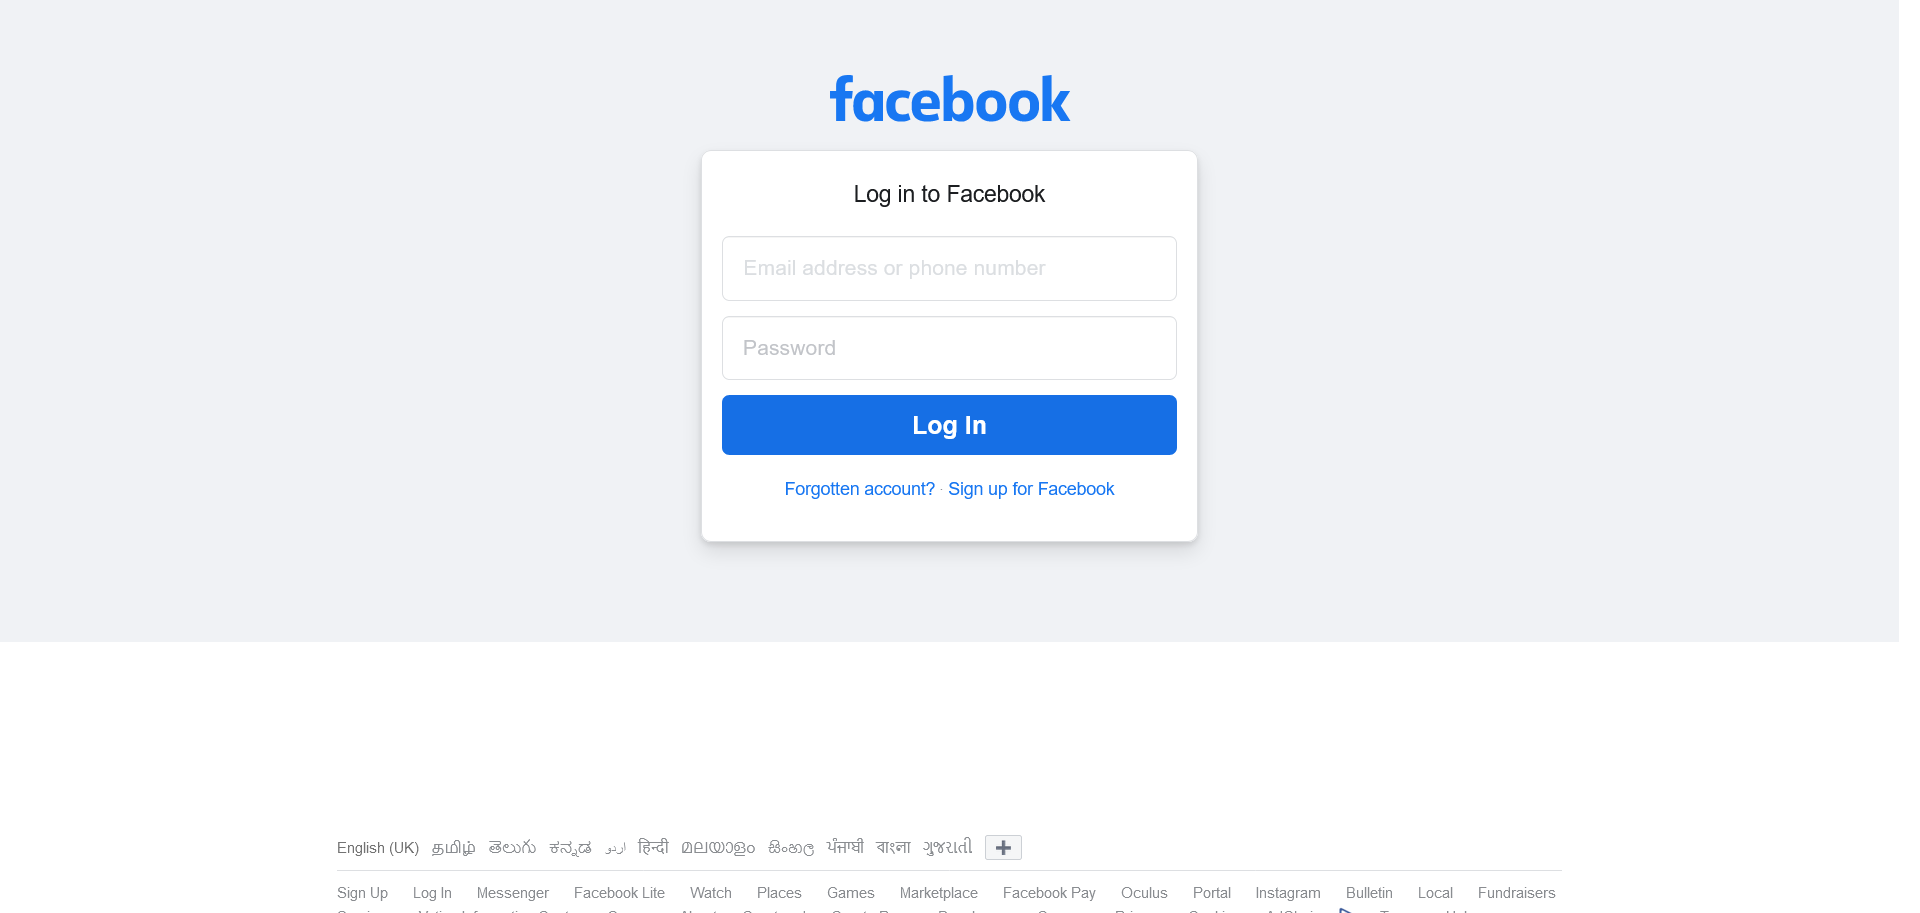 facebook
Log in to Facebook
Email address or phone number
Password
Log In
Forgotten account? · Sign up for Facebook
English (UK) தமிழ் తెలుగు ಕನ್ನಡ اردو हिन्दी മലയാളം සිංහල ਪੰਜਾਬੀ বাংলা ગુજરાતી
Sign Up Log In Messenger Facebook Lite Watch Places Games Marketplace Facebook Pay Oculus Portal Instagram Bulletin Local Fundraisers